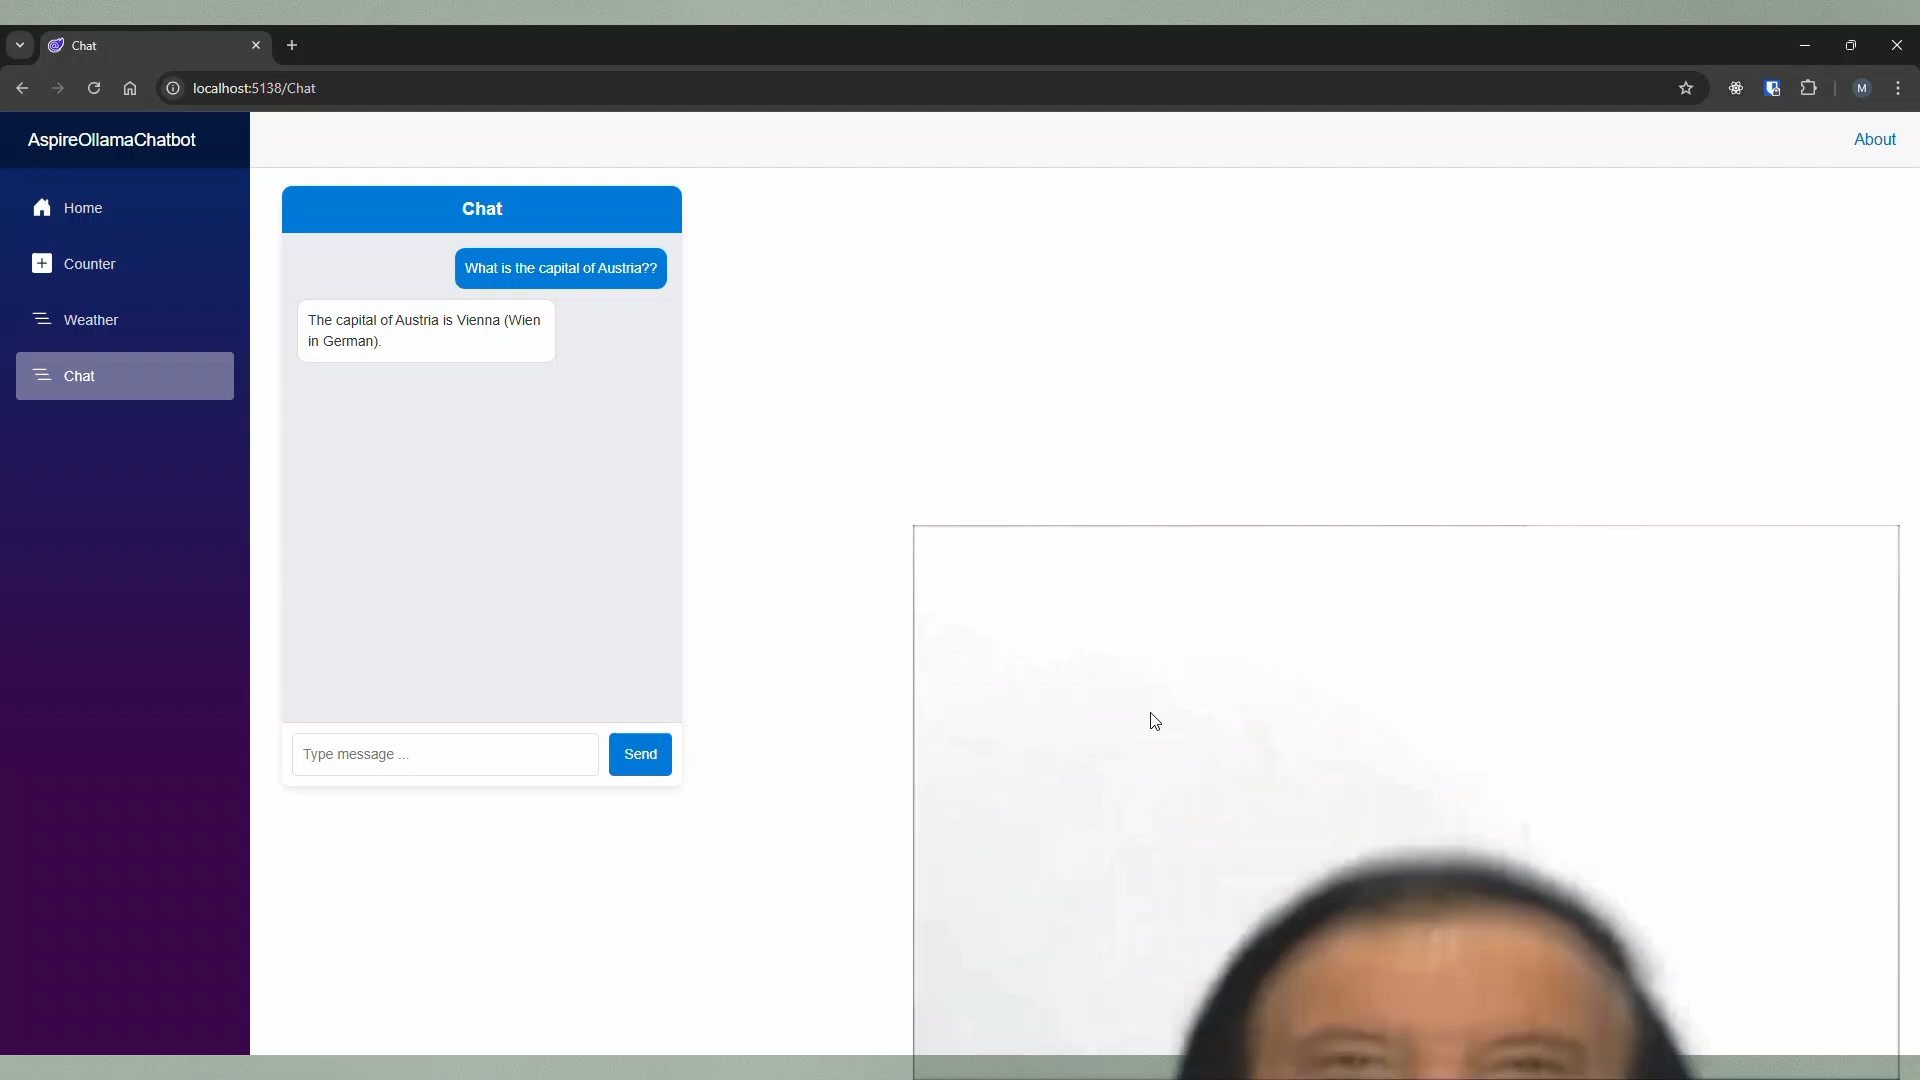 Chat
localhost:5138/Chat
M
AspireOllamaChatbot
About
Home
Counter
Weather
Chat
Chat
What is the capital of Austria??
The capital of Austria is Vienna (Wien
in German).
Type message ...
Send